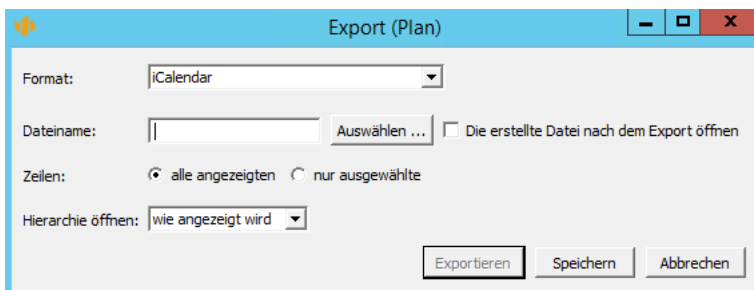 Export (Plan)
Format: iCalendar
Dateiname: Auswählen ... Die erstellte Datei nach dem Export öffnen
Zeilen: alle angezeigten nur ausgewählte
Hierarchie öffnen: wie angezeigt wird
Exportieren Speichern Abbrechen